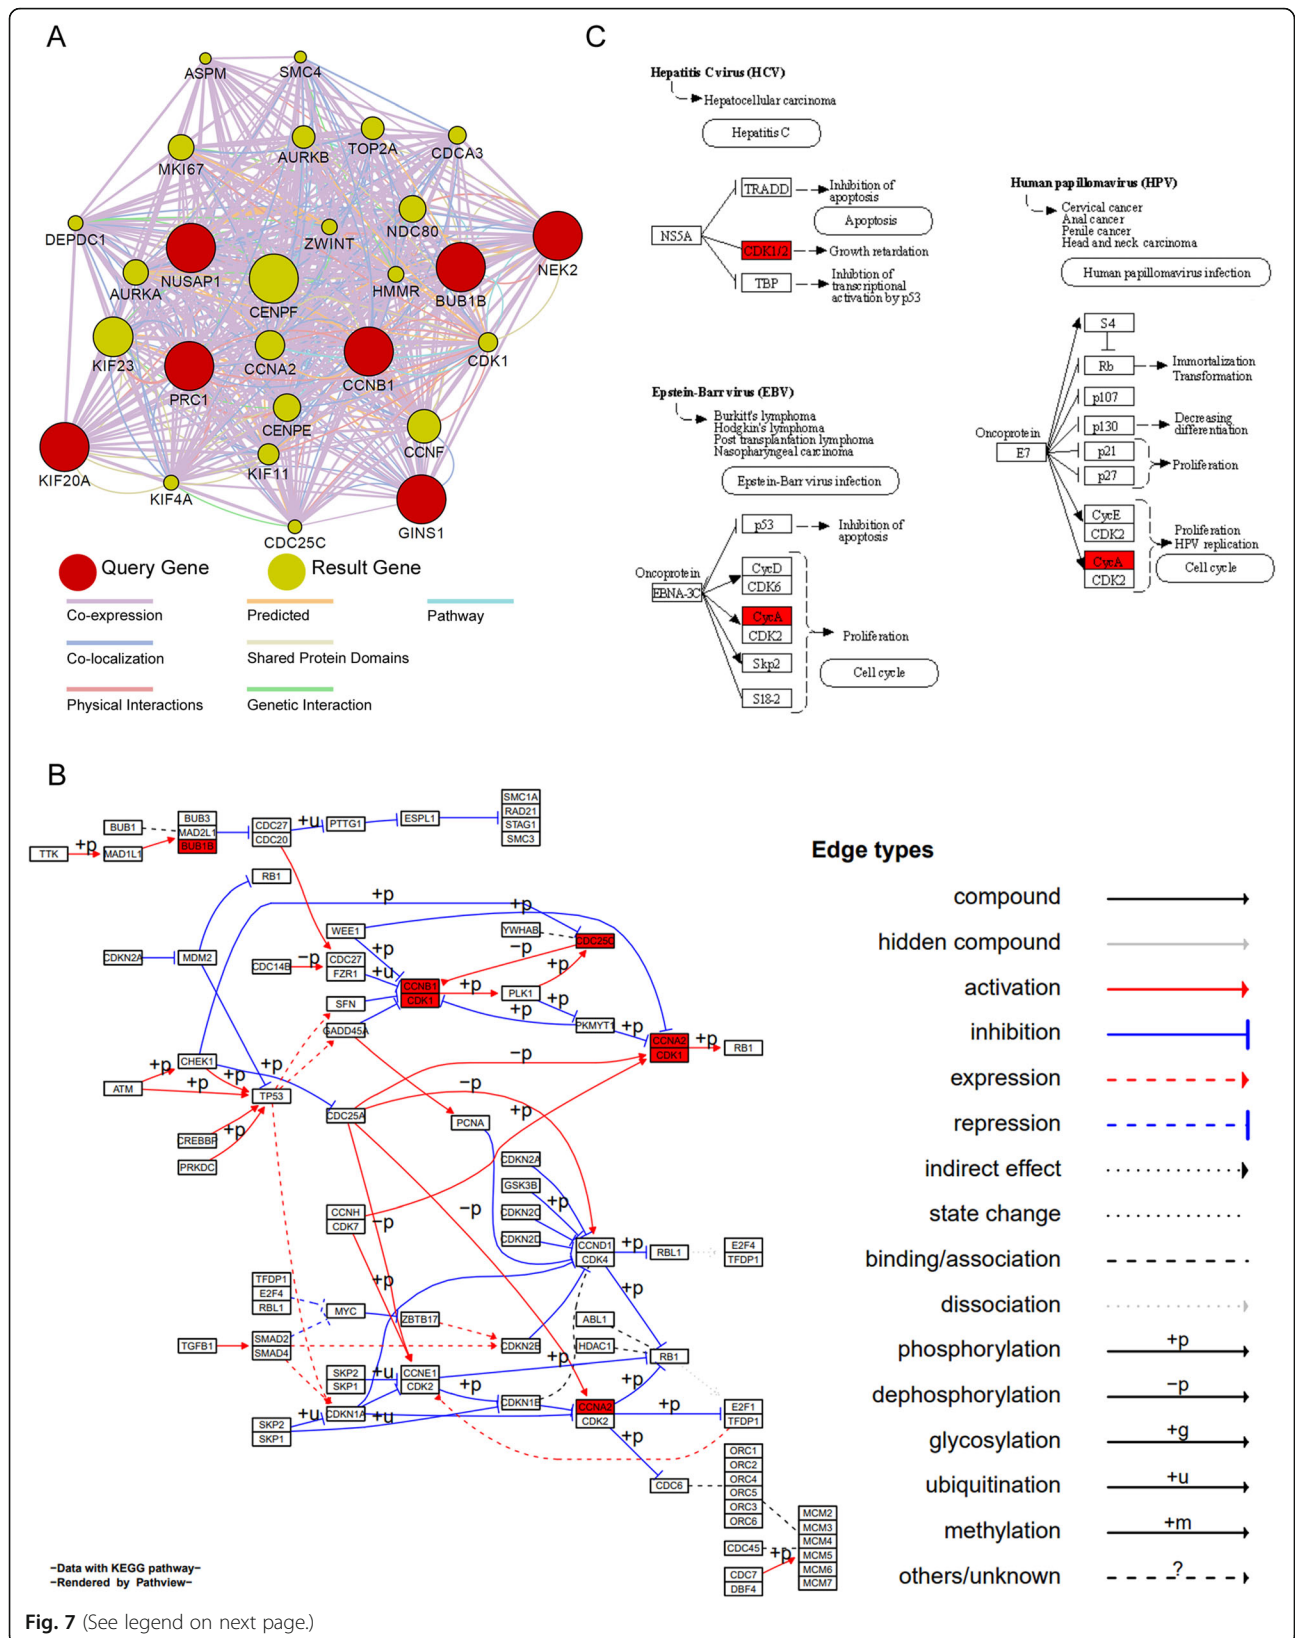 A
ASPM
SMC4
MKI67
AURKB
TOP2A
CDCA3
DEPDC1
NUSAP1
ZWINT
NDC80
NEK2
AURKA
CENPF
HMMR
BUB1B
KIF23
PRC1
CCNA2
CCNB1
CDK1
CENPE
CCNF
KIF20A
KIF4A
KIF11
CDC25C
GINS1
Query Gene
Result Gene
Co-expression
Predicted
Pathway
Co-localization
Shared Protein Domains
Physical Interactions
Genetic Interaction
C
Hepatitis C virus (HCV)
Hepatocellular carcinoma
Hepatitis C
NS5A
TRADD
Inhibition of
apoptosis
Apoptosis
CDK1/2
Growth retardation
TBP
Inhibtion of
transcriptional
activation by p53
Epstein-Barr virus (EBV)
Burkitt's lymphoma
Hodgkin's lymphoma
Post transplantation lymphoma
Nasopharyngeal carcinoma
Epstein-Barr virus infection
Oncoprotein
EBNA-3C
p53
Inhibition of
apoptosis
CycD
CDK6
CycA
CDK2
Skp2
S18-2
Proliferation
Cell cycle
Human papillomavirus (HPV)
Cervical cancer
Anal cancer
Penile cancer
Head and neck carcinoma
Human papillomavirus infection
Oncoprotein
E7
S4
Rb
Immortalization
Transformation
p107
p130
Decreasing
differentiation
p21
p27
Proliferation
CycE
CDK2
CycA
CDK2
Proliferation
HPV replication
Cell cycle
B
TTK
+p
BUB1
MAD1L1
BUB3
MAD2L1
BUB1B
CDC27
CDC20
+u
PTTG1
ESPL1
SMC1A
RAD21
STAG1
SMC3
RB1
+p
+p
CDKN2A
MDM2
CDC14B
−p
WEE1
+p
CDC27
FZR1
+u
YWHAB
CDC25C
−p
+p
SFN
GADD45A
CCNB1
CDK1
+p
PLK1
+p
+p
PKMYT1
+p
CCNA2
CDK1
+p
RB1
CHEK1
ATM
+p
+p
+p
+p
TP53
−p
−p
+p
CDC25A
PCNA
CREBBP
+p
PRKDC
CDKN2A
GSK3B
CDKN2C
CDKN2D
+p
CCNH
CDK7
−p
−p
+p
CCND1
CDK4
+p
RBL1
E2F4
TFDP1
+p
TFDP1
E2F4
RBL1
MYC
ZBTB17
TGFB1
SMAD2
SMAD4
CDKN2B
ABL1
HDAC1
RB1
+p
SKP2
SKP1
+u
CCNE1
CDK2
+p
CDKN1B
+p
CDKN1A
+u
+u
SKP2
SKP1
CCNA2
CDK2
+p
+p
E2F1
TFDP1
CDC6
ORC1
ORC2
ORC4
ORC5
ORC3
ORC6
CDC45
CDC7
DBF4
+p
MCM2
MCM3
MCM4
MCM5
MCM6
MCM7
−Data with KEGG pathway−
−Rendered by Pathview−
Edge types
compound
hidden compound
activation
inhibition
expression
repression
indirect effect
state change
binding/association
dissociation
phosphorylation +p
dephosphorylation −p
glycosylation +g
ubiquitination +u
methylation +m
others/unknown ?
Fig. 7 (See legend on next page.)